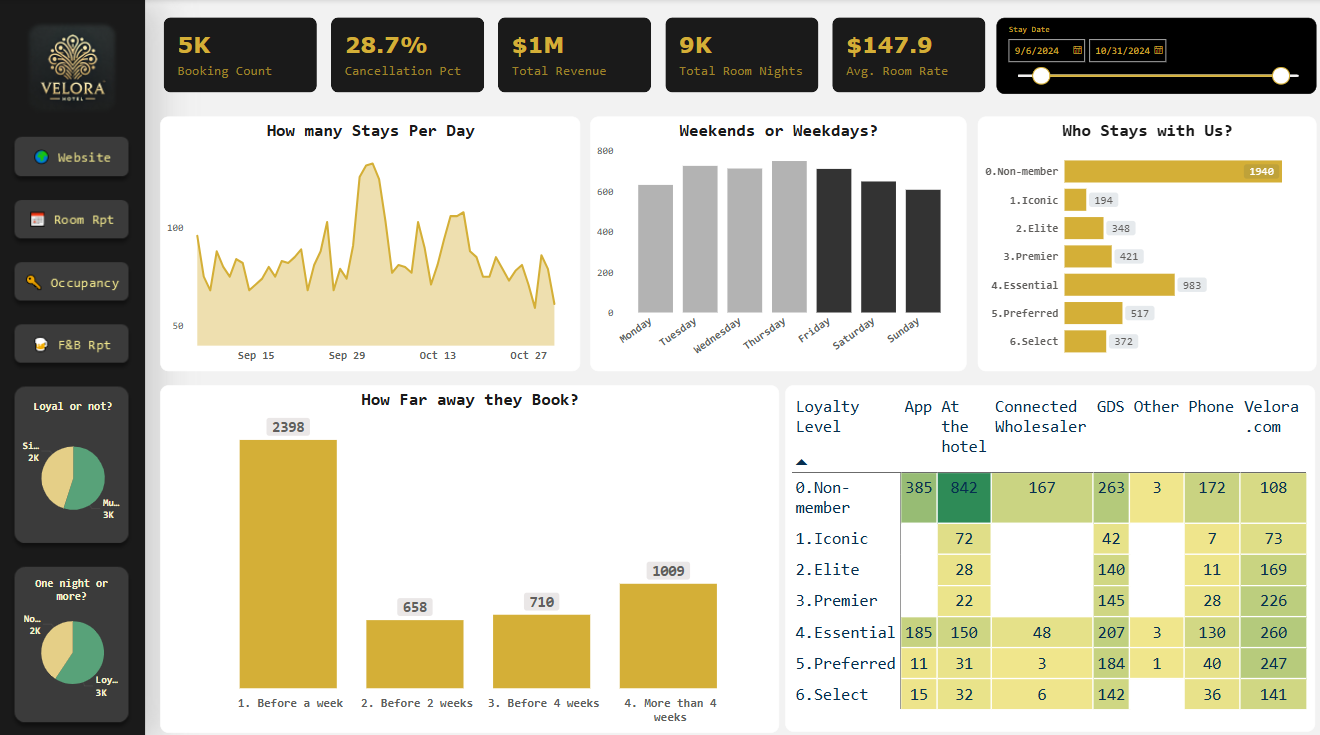 VELORA
HOTEL
Website
Room Rpt
Occupancy
F&B Rpt
Loyal or not?
Si…
2K
Mu…
3K
One night or
more?
No…
2K
Loy…
3K
5K
Booking Count
28.7%
Cancellation Pct
$1M
Total Revenue
9K
Total Room Nights
$147.9
Avg. Room Rate
Stay Date
9/6/2024 10/31/2024
How many Stays Per Day
100
50
Sep 15 Sep 29 Oct 13 Oct 27
Weekends or Weekdays?
800
600
400
200
0
Monday Tuesday Wednesday Thursday Friday Saturday Sunday
Who Stays with Us?
0.Non-member 1940
1.Iconic 194
2.Elite 348
3.Premier 421
4.Essential 983
5.Preferred 517
6.Select 372
How Far away they Book?
2398
658
710
1009
1. Before a week 2. Before 2 weeks 3. Before 4 weeks 4. More than 4
weeks
Loyalty App At Connected GDS Other Phone Velora
Level the Wholesaler .com
hotel
0.Non- 385 842 167 263 3 172 108
member
1.Iconic 72 42 7 73
2.Elite 28 140 11 169
3.Premier 22 145 28 226
4.Essential 185 150 48 207 3 130 260
5.Preferred 11 31 3 184 1 40 247
6.Select 15 32 6 142 36 141